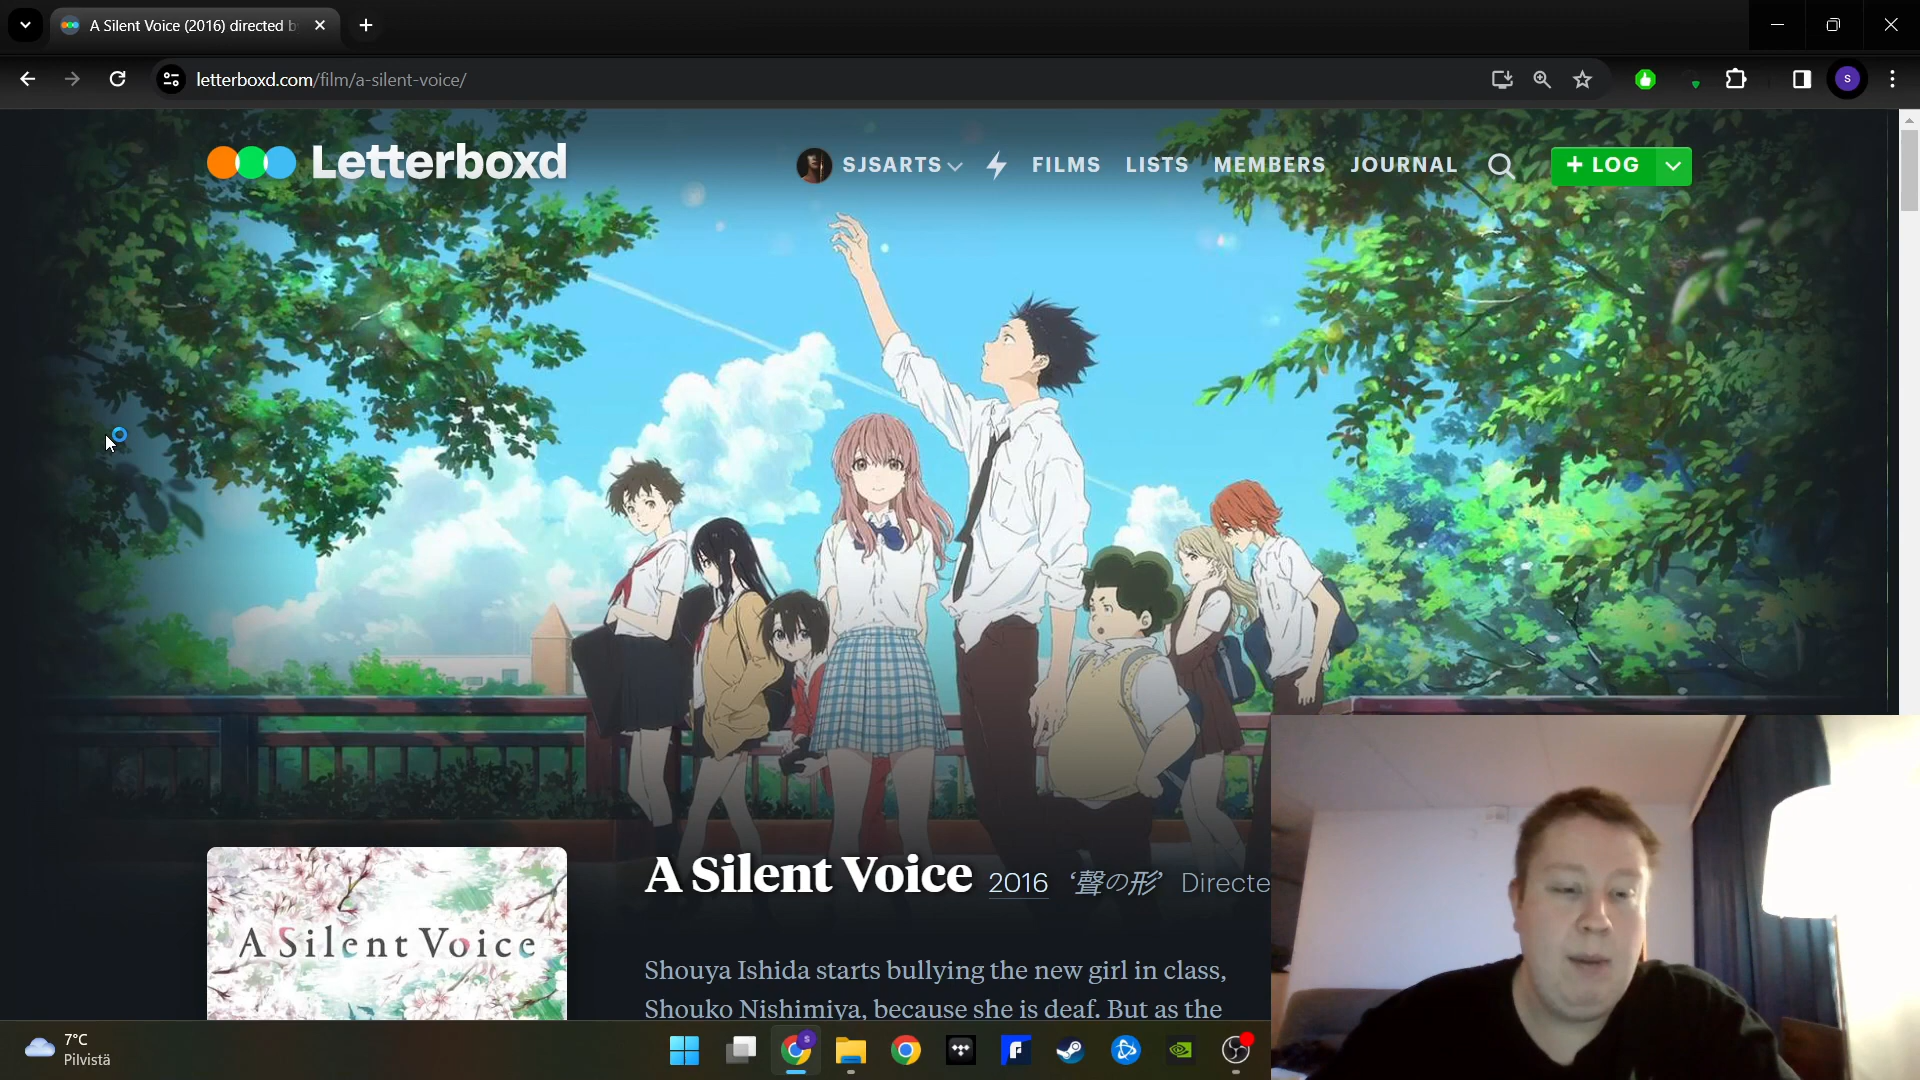 A Silent Voice (2016) directed b
letterboxd.com/film/a-silent-voice/
S
Letterboxd
SJSARTS
FILMS
LISTS
MEMBERS
JOURNAL
+ LOG
A Silent Voice
A Silent Voice 2016 ‘聲の形’ Directe
Shouya Ishida starts bullying the new girl in class,
Shouko Nishimiya, because she is deaf. But as the
7°C
Pilvistä